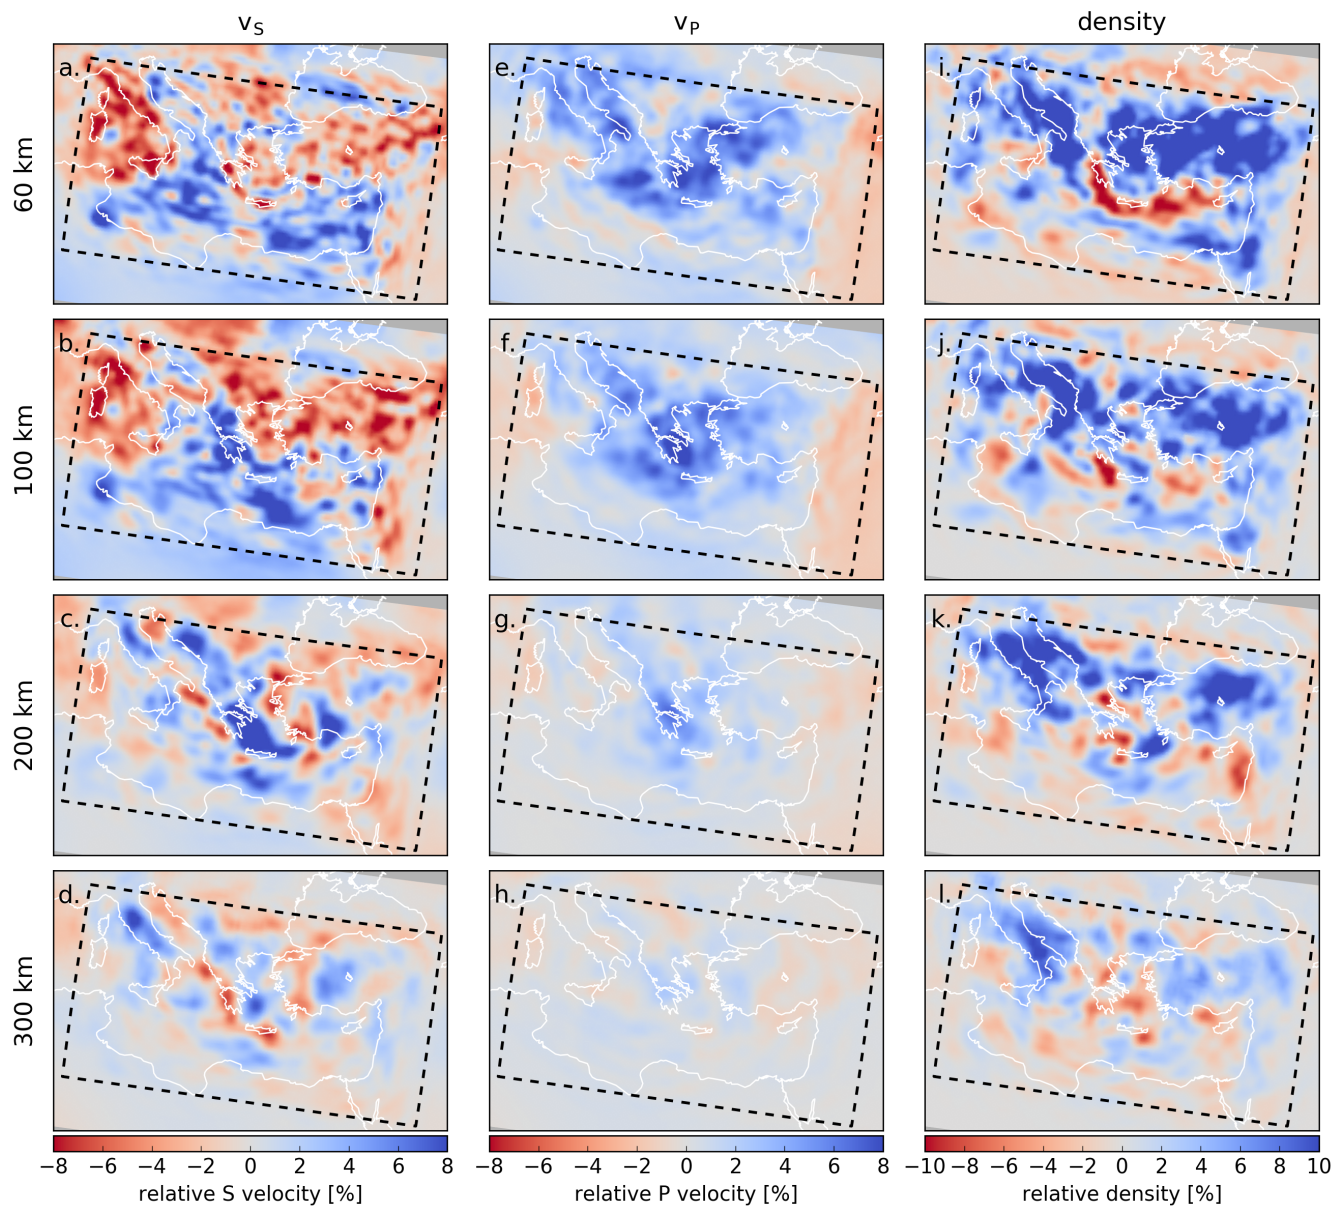 vS vP density
60 km a. e. i.
100 km b. f. j.
200 km c. g. k.
300 km d. h. l.
−8 −6 −4 −2 0 2 4 6 8 −8 −6 −4 −2 0 2 4 6 8 −10 −8 −6 −4 −2 0 2 4 6 8 10
relative S velocity [%] relative P velocity [%] relative density [%]